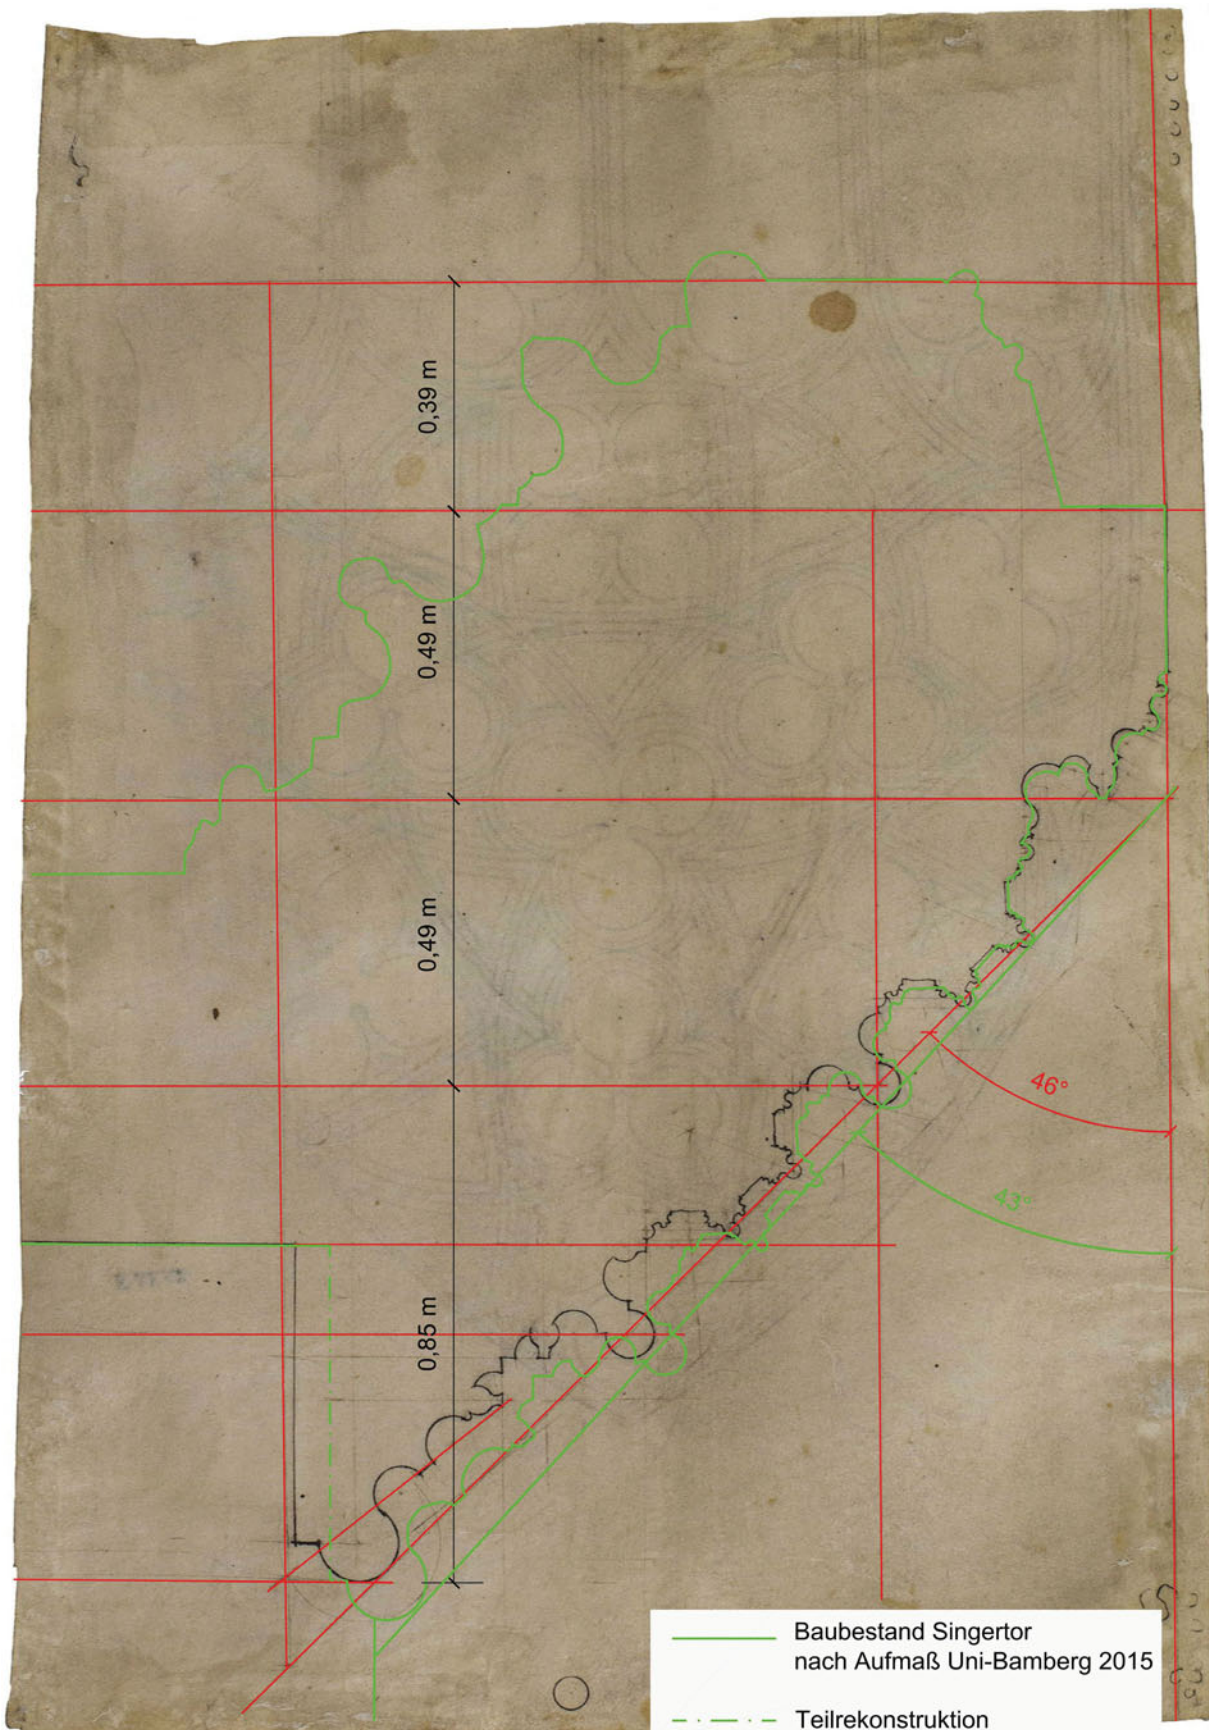 0,39 m
0,49 m
0,49 m
46°
43°
0,85 m
Baubestand Singertor
nach Aufmaß Uni-Bamberg 2015
Teilrekonstruktion